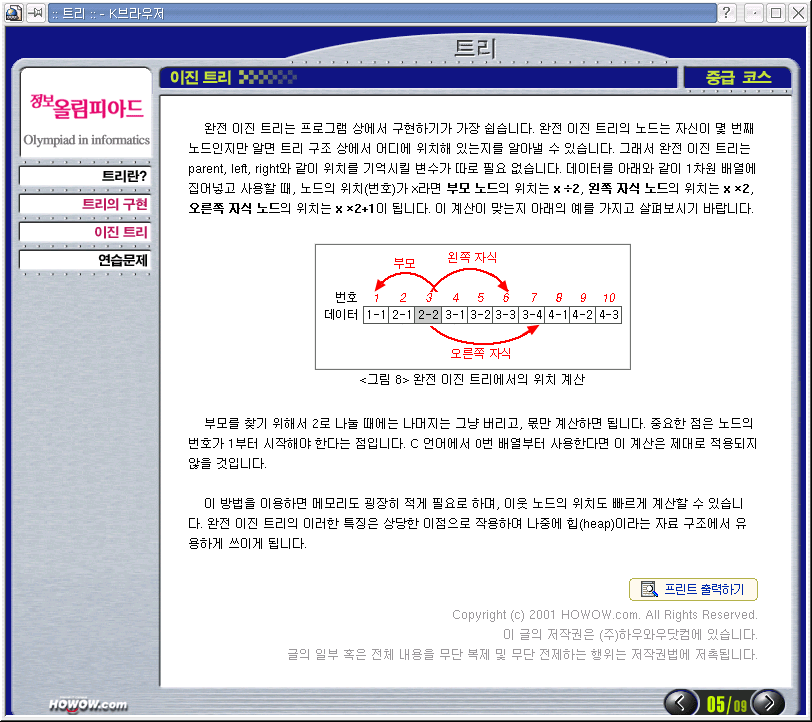 :: 트리 :: - K브라우저
트리
이진 트리
중급 코스
정보올림피아드
Olympiad in informatics
트리란?
트리의 구현
이진 트리
연습문제
완전 이진 트리는 프로그램 상에서 구현하기가 가장 쉽습니다. 완전 이진 트리의 노드는 자신이 몇 번째
노드인지만 알면 트리 구조 상에서 어디에 위치해 있는지를 알아낼 수 있습니다. 그래서 완전 이진 트리는
parent, left, right와 같이 위치를 기억시킬 변수가 따로 필요 없습니다. 데이터를 아래와 같이 1차원 배열에
집어넣고 사용할 때, 노드의 위치(번호)가 x라면 부모 노드의 위치는 x ÷2, 왼쪽 자식 노드의 위치는 x ×2,
오른쪽 자식 노드의 위치는 x ×2+1이 됩니다. 이 계산이 맞는지 아래의 예를 가지고 살펴보시기 바랍니다.
부모 왼쪽 자식
번호 1 2 3 4 5 6 7 8 9 10
데이터 1-1 2-1 2-2 3-1 3-2 3-3 3-4 4-1 4-2 4-3
오른쪽 자식
<그림 8> 완전 이진 트리에서의 위치 계산
부모를 찾기 위해서 2로 나눌 때에는 나머지는 그냥 버리고, 몫만 계산하면 됩니다. 중요한 점은 노드의
번호가 1부터 시작해야 한다는 점입니다. C 언어에서 0번 배열부터 사용한다면 이 계산은 제대로 적용되지
않을 것입니다.
이 방법을 이용하면 메모리도 굉장히 적게 필요로 하며, 이웃 노드의 위치도 빠르게 계산할 수 있습니
다. 완전 이진 트리의 이러한 특징은 상당한 이점으로 작용하여 나중에 힙(heap)이라는 자료 구조에서 유
용하게 쓰이게 됩니다.
프린트 출력하기
Copyright (c) 2001 HOWOW.com. All Rights Reserved.
이 글의 저작권은 (주)하우와우닷컴에 있습니다.
글의 일부 혹은 전체 내용을 무단 복제 및 무단 전제하는 행위는 저작권법에 저촉됩니다.
HOWOW.com
05/09